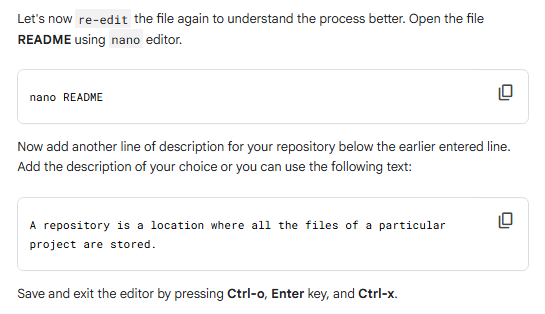 Let's now re-edit the file again to understand the process better. Open the file
README using nano editor.
nano README
Now add another line of description for your repository below the earlier entered line.
Add the description of your choice or you can use the following text:
A repository is a location where all the files of a particular
project are stored.
Save and exit the editor by pressing Ctrl-o, Enter key, and Ctrl-x.